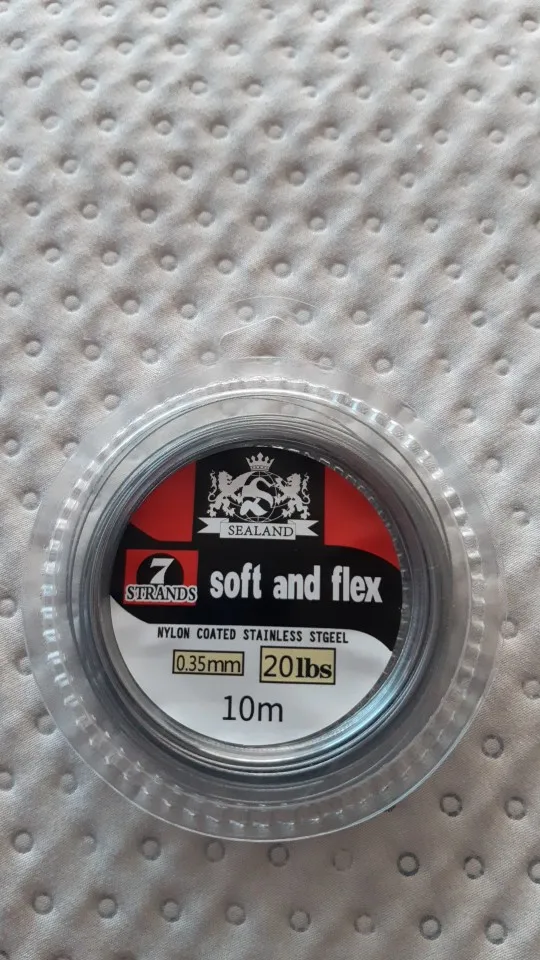 SEALAND
7
STRANDS
soft and flex
NYLON COATED STAINLESS STGEEL
0.35mm
20lbs
10m